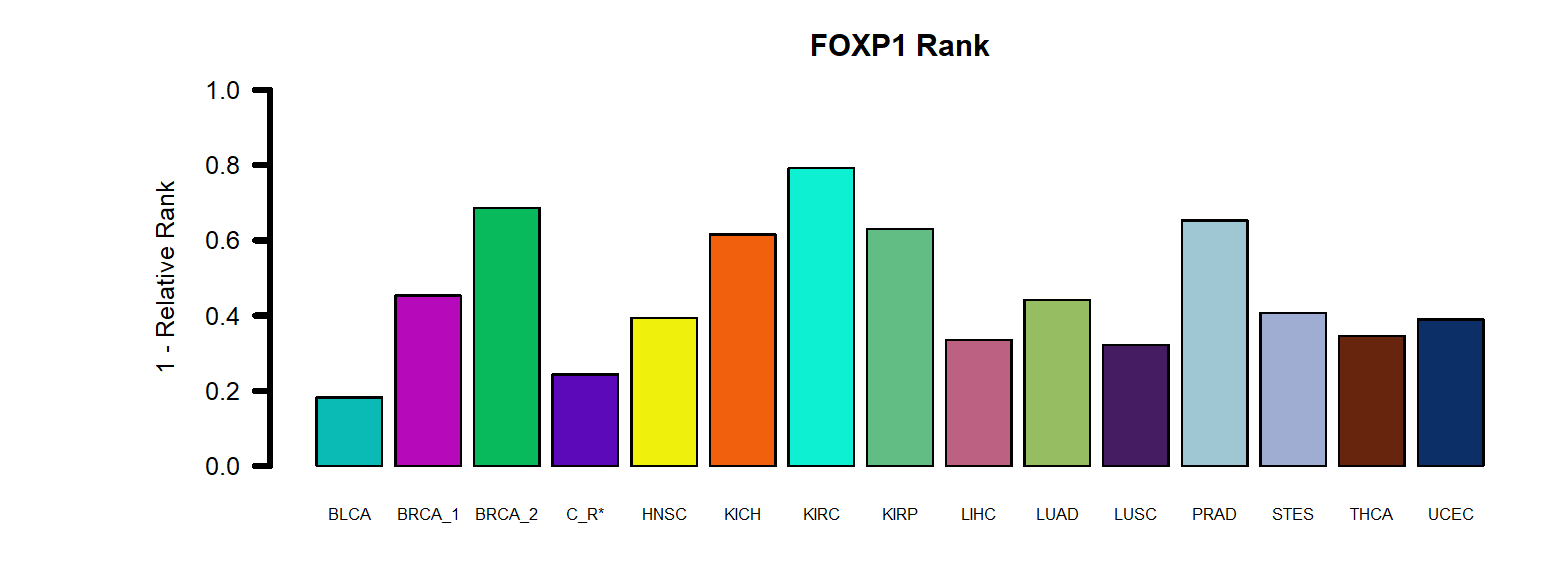 FOXP1 Rank
1 - Relative Rank
1.0
0.8
0.6
0.4
0.2
0.0
BLCA BRCA_1 BRCA_2 C_R* HNSC KICH KIRC KIRP LIHC LUAD LUSC PRAD STES THCA UCEC